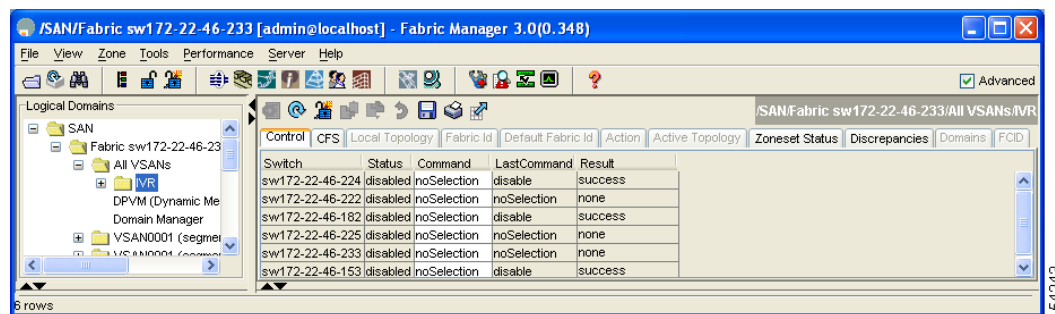 /SAN/Fabric sw172-22-46-233 [admin@localhost] - Fabric Manager 3.0(0.348)
File View Zone Tools Performance Server Help
Advanced
Logical Domains
/SAN/Fabric sw172-22-46-233/All VSANs/IVR
SAN
Fabric sw172-22-46-23
All VSANs
IVR
DPVM (Dynamic Me
Domain Manager
VSAN0001 (segmen
Control CFS Local Topology Fabric Id Default Fabric Id Action Active Topology Zoneset Status Discrepancies Domains FCID
Switch Status Command LastCommand Result
sw172-22-46-224 disabled noSelection disable success
sw172-22-46-222 disabled noSelection noSelection none
sw172-22-46-182 disabled noSelection disable success
sw172-22-46-225 disabled noSelection noSelection none
sw172-22-46-233 disabled noSelection noSelection none
sw172-22-46-153 disabled noSelection disable success
6 rows